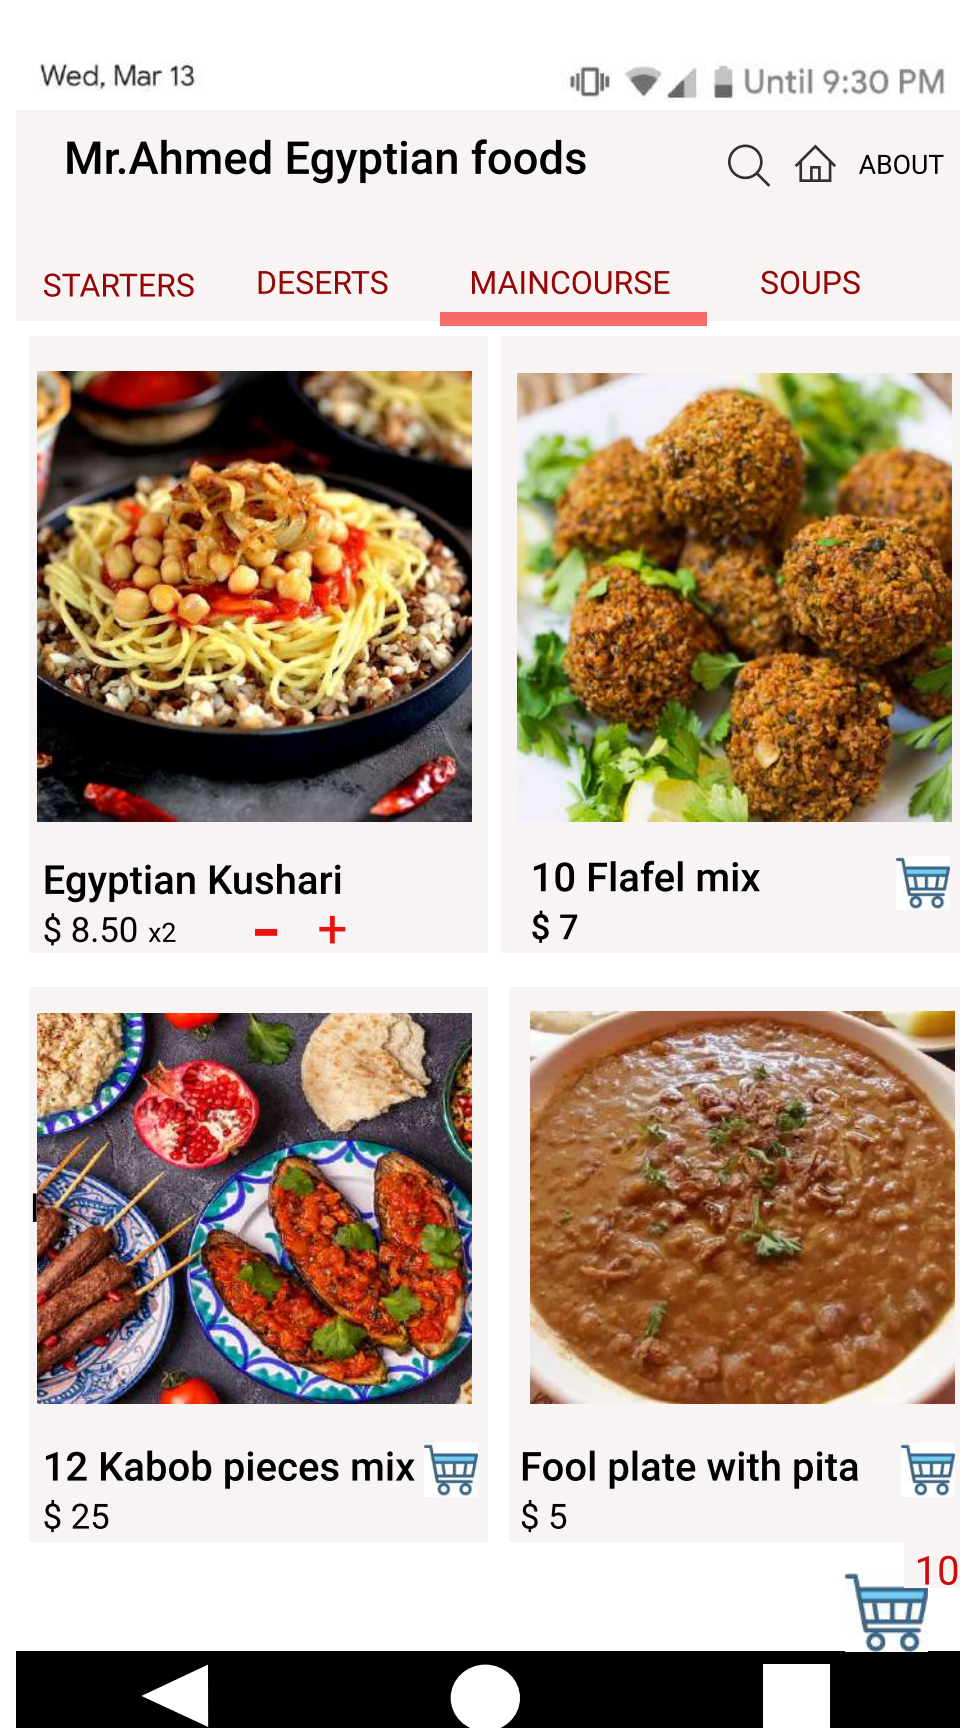 Wed, Mar 13
Until 9:30 PM
Mr.Ahmed Egyptian foods
ABOUT
STARTERS
DESERTS
MAINCOURSE
SOUPS
Egyptian Kushari
$ 8.50 x2
- +
10 Flafel mix
$ 7
12 Kabob pieces mix
$ 25
Fool plate with pita
$ 5
10